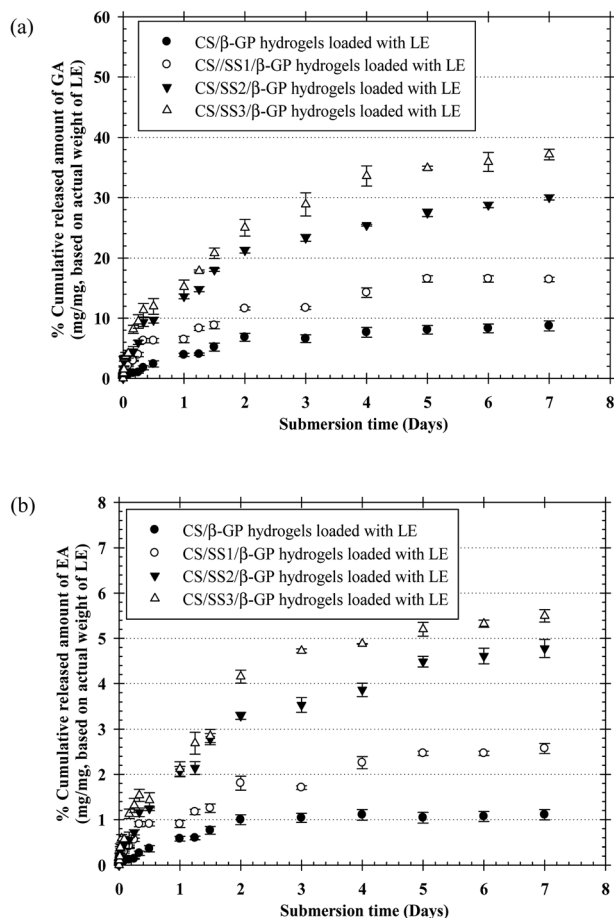 (a)
% Cumulative released amount of GA
(mg/mg, based on actual weight of LE)
60
50
40
30
20
10
0
CS/β-GP hydrogels loaded with LE
CS//SS1/β-GP hydrogels loaded with LE
CS/SS2/β-GP hydrogels loaded with LE
CS/SS3/β-GP hydrogels loaded with LE
0 1 2 3 4 5 6 7 8
Submersion time (Days)
(b)
% Cumulative released amount of EA
(mg/mg, based on actual weight of LE)
8
7
6
5
4
3
2
1
0
CS/β-GP hydrogels loaded with LE
CS/SS1/β-GP hydrogels loaded with LE
CS/SS2/β-GP hydrogels loaded with LE
CS/SS3/β-GP hydrogels loaded with LE
0 1 2 3 4 5 6 7 8
Submersion time (Days)